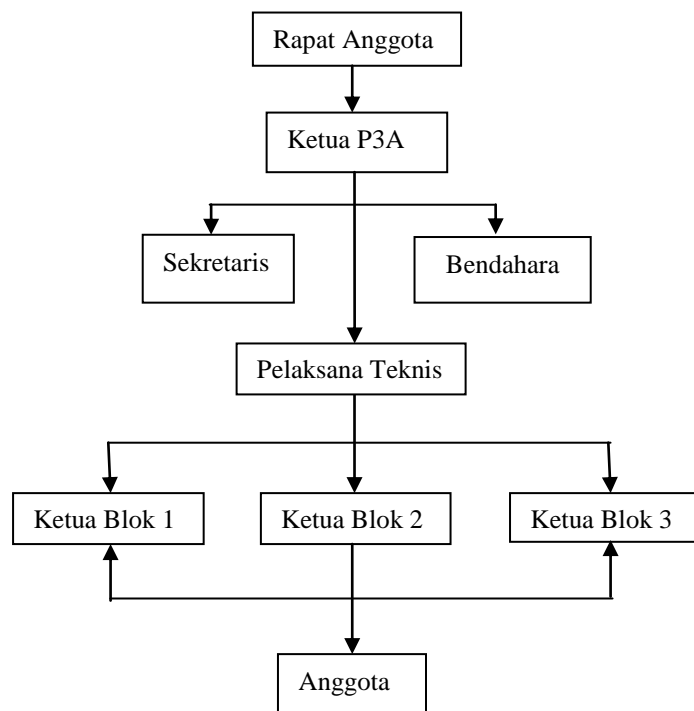 Rapat Anggota
Ketua P3A
Sekretaris
Bendahara
Pelaksana Teknis
Ketua Blok 1
Ketua Blok 2
Ketua Blok 3
Anggota